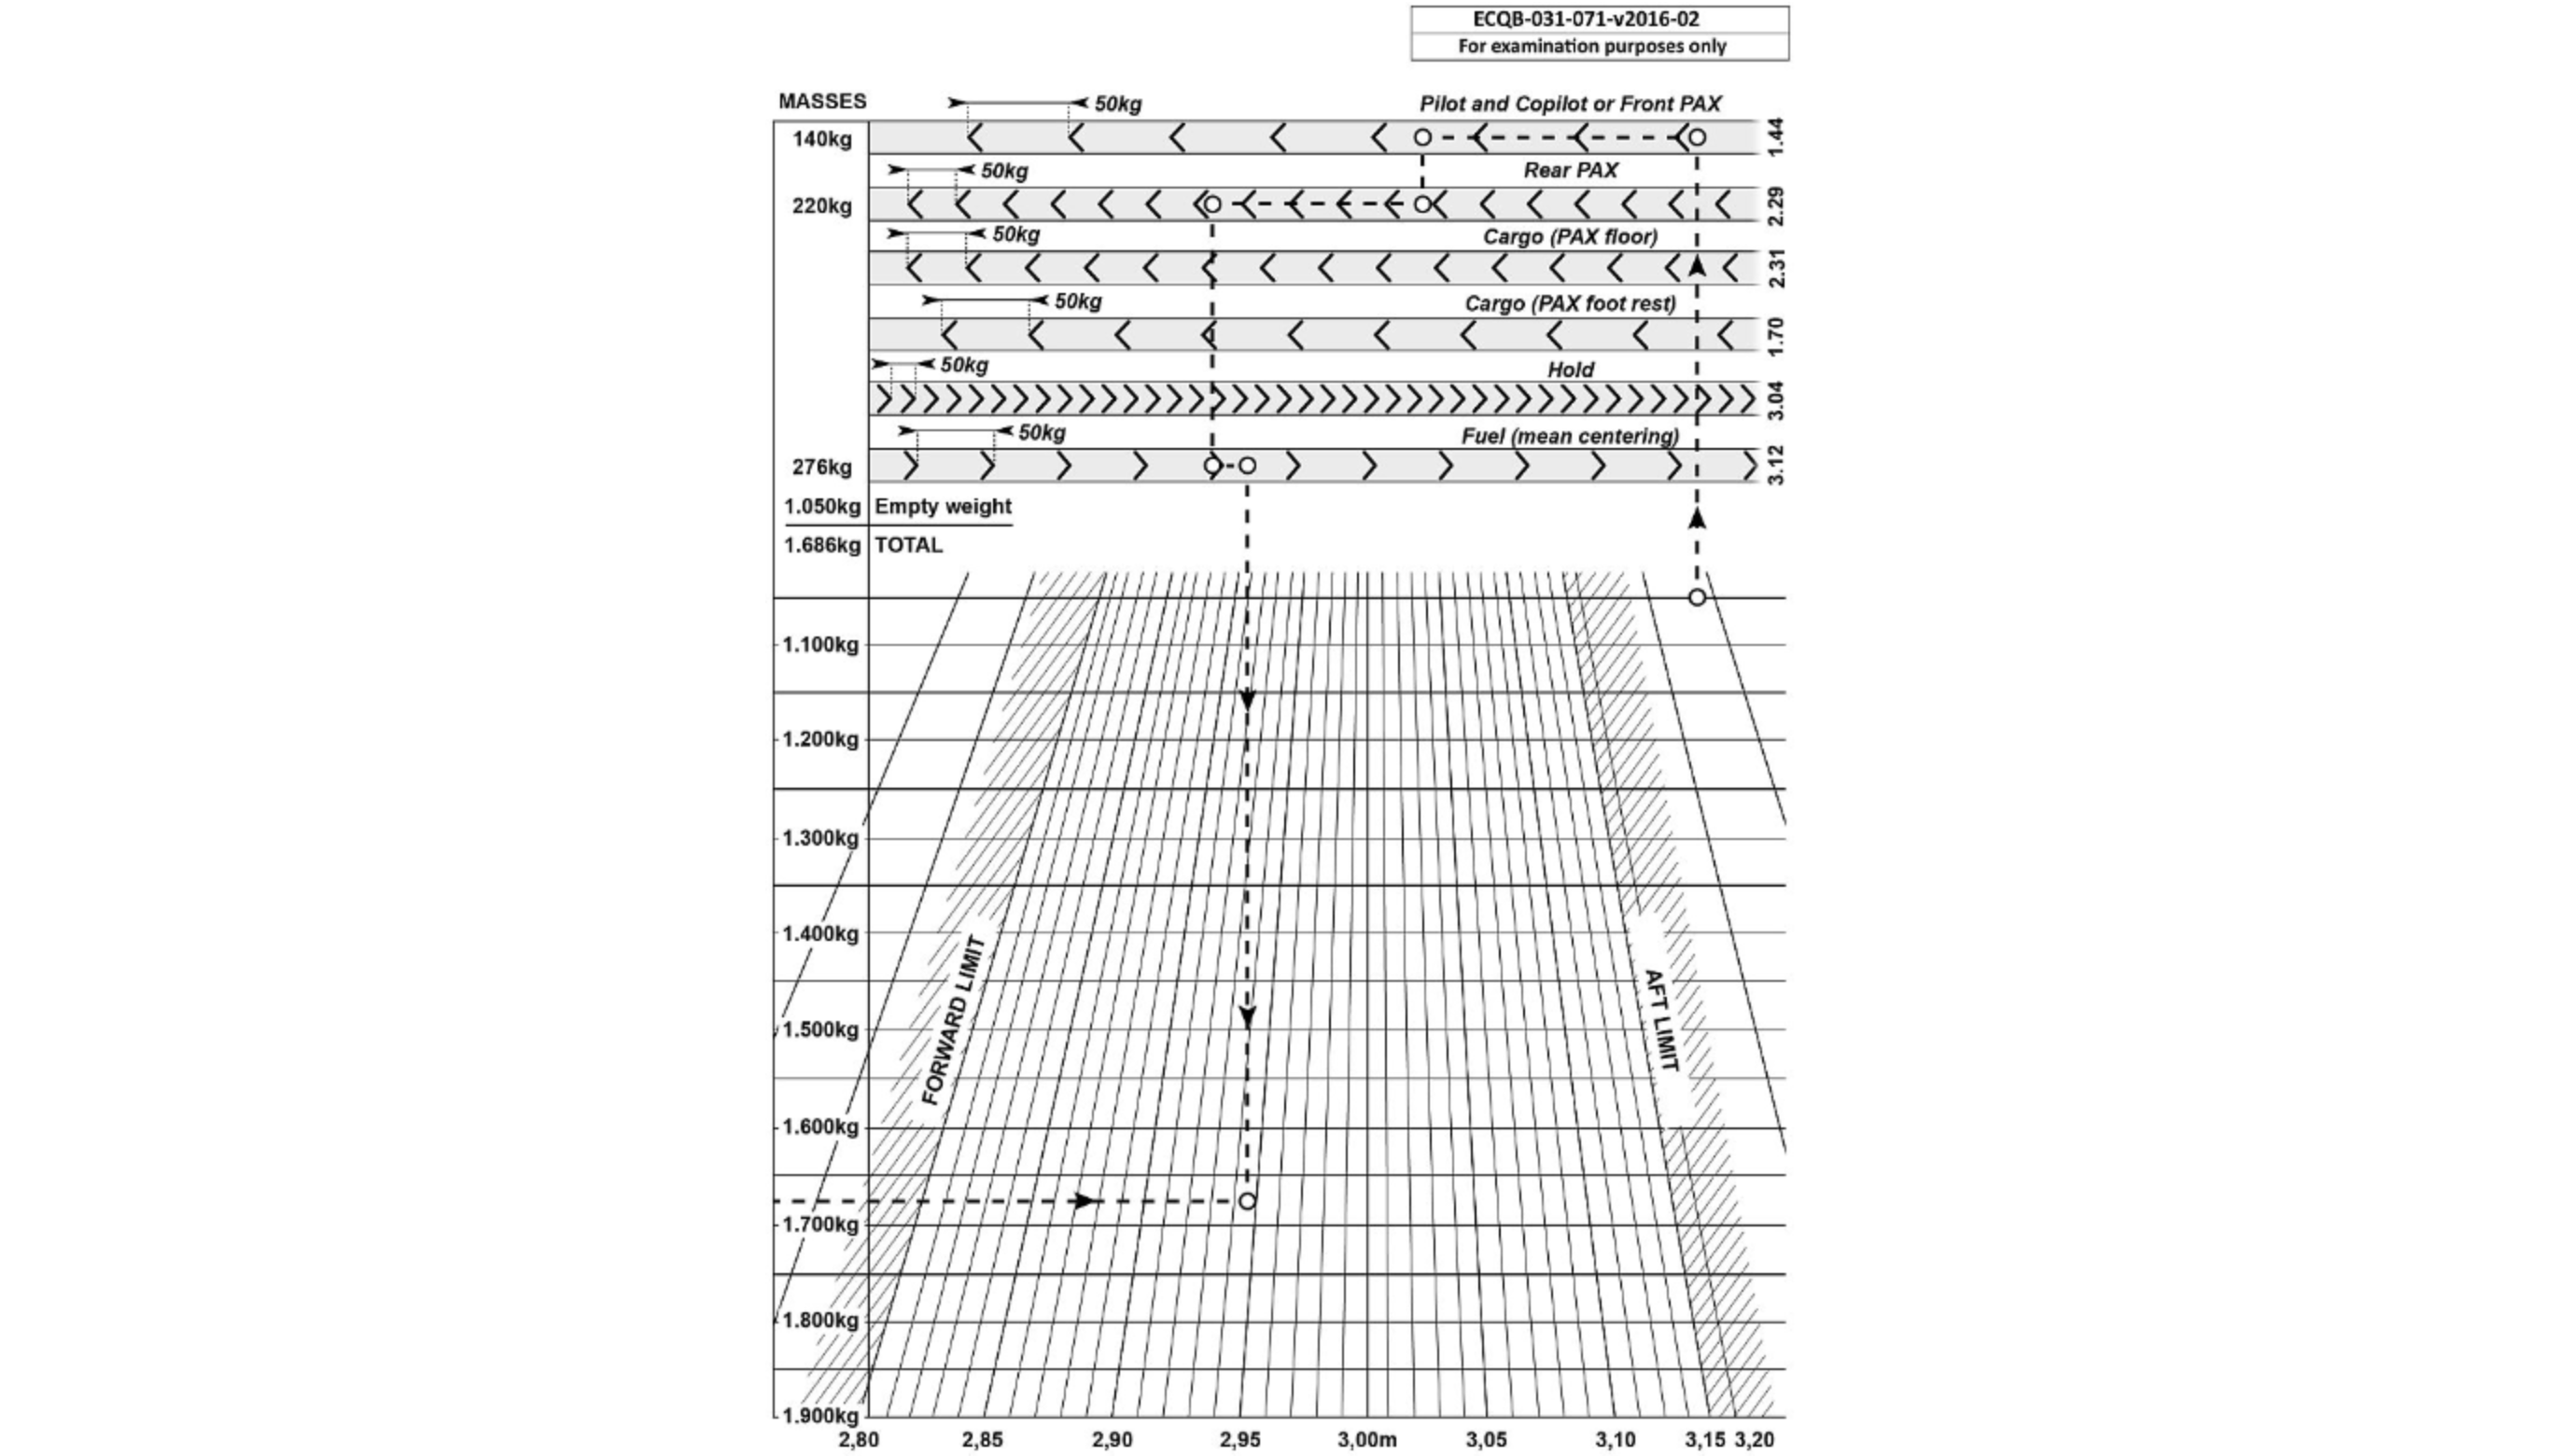 ECQB-031-071-v2016-02
For examination purposes only
MASSES
50kg
Pilot and Copilot or Front PAX
140kg
1.44
50kg
Rear PAX
220kg
2.29
50kg
Cargo (PAX floor)
2.31
50kg
Cargo (PAX foot rest)
1.70
50kg
Hold
3.04
50kg
Fuel (mean centering)
276kg
3.12
1.050kg Empty weight
1.686kg TOTAL
1.100kg
1.200kg
1.300kg
1.400kg
FORWARD LIMIT
AFT LIMIT
1.500kg
1.600kg
1.700kg
1.800kg
1.900kg
2,80 2,85 2,90 2,95 3,00m 3,05 3,10 3,15 3,20